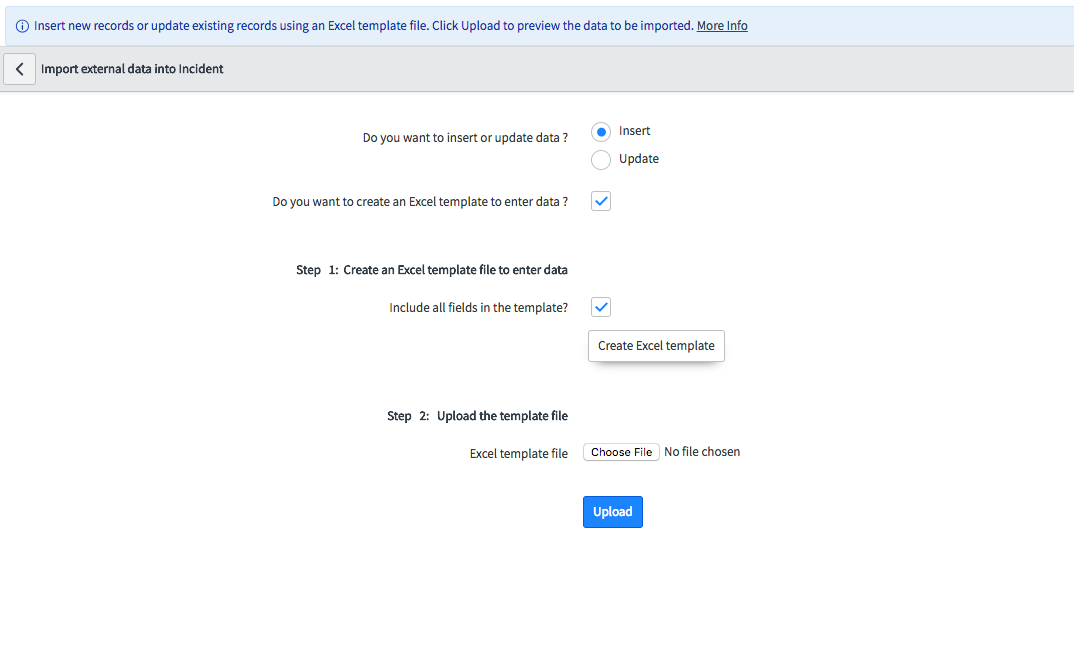 Insert new records or update existing records using an Excel template file. Click Upload to preview the data to be imported. More Info
Import external data into Incident
Do you want to insert or update data ?
Insert
Update
Do you want to create an Excel template to enter data ?
Step 1: Create an Excel template file to enter data
Include all fields in the template?
Create Excel template
Step 2: Upload the template file
Excel template file Choose File No file chosen
Upload